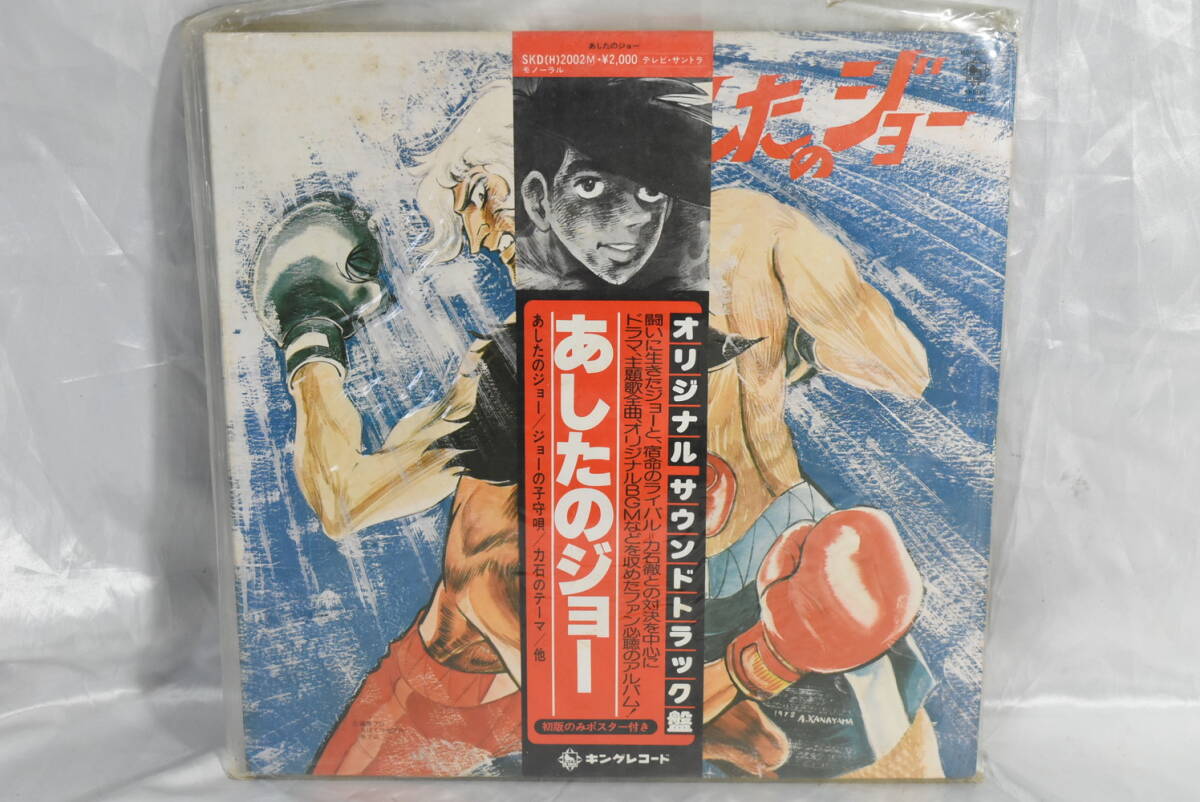 あしたのジョー
SKD(H)2002M・¥2,000 テレビ・サントラ
モノーラル
したのジョー
オリジナルサウンドトラック盤
闘いに生きたジョーと、宿命のライバル=力石徹との対決を中心に
ドラマ、主題歌全曲、オリジナルBGMなどを収めたファン必聴のアルバム!
あしたのジョー
あしたのジョー/ジョーの子守唄/力石のテーマ/他
初版のみポスター付き
キングレコード
1972 A.KANAYAMA